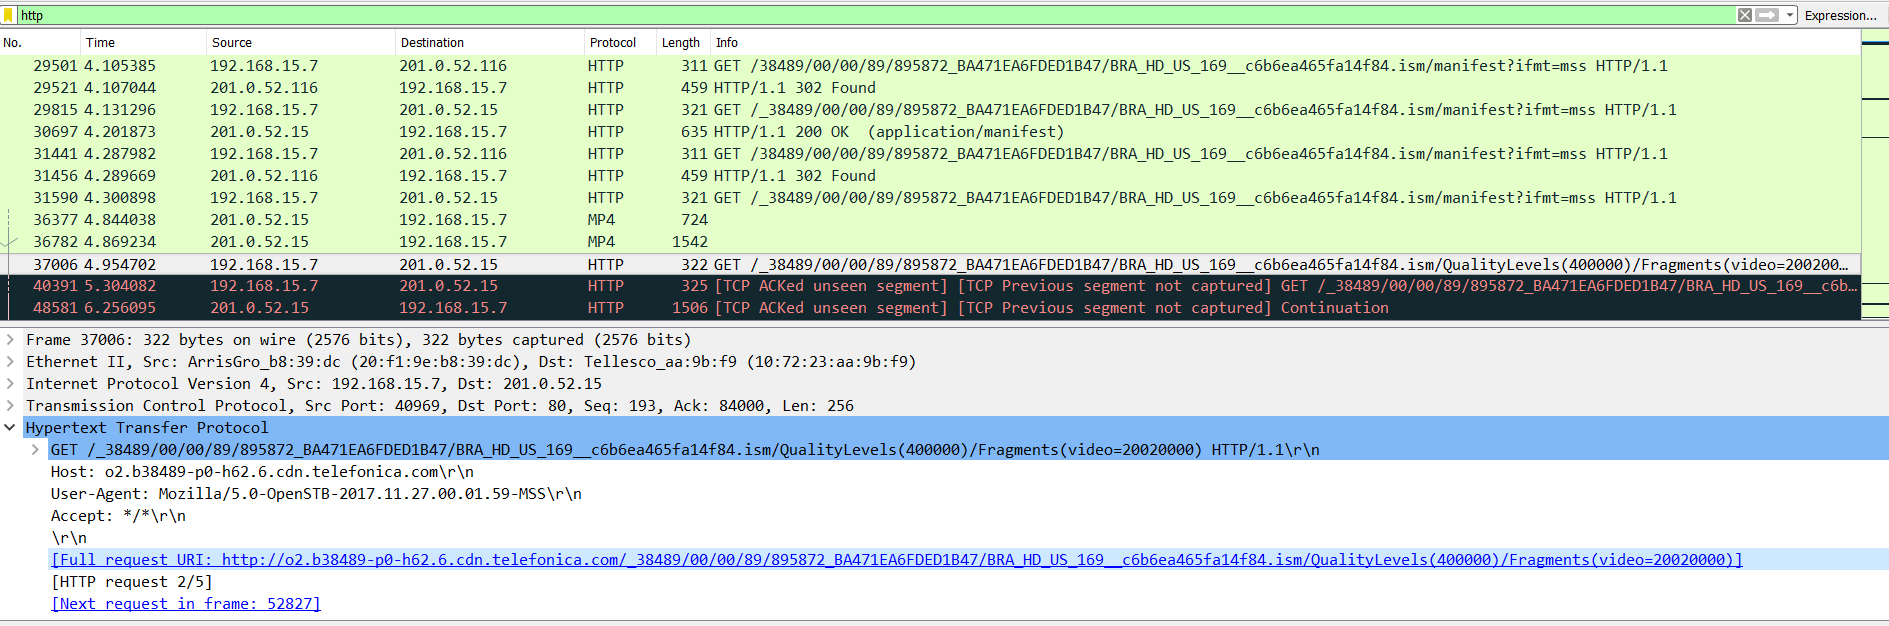 http
Expression...
No. Time Source Destination Protocol Length Info
29501 4.105385 192.168.15.7 201.0.52.116 HTTP 311 GET /38489/00/00/89/895872_BA471EA6FDED1B47/BRA_HD_US_169__c6b6ea465fa14f84.ism/manifest?ifmt=mss HTTP/1.1
29521 4.107044 201.0.52.116 192.168.15.7 HTTP 459 HTTP/1.1 302 Found
29815 4.131296 192.168.15.7 201.0.52.15 HTTP 321 GET /_38489/00/00/89/895872_BA471EA6FDED1B47/BRA_HD_US_169__c6b6ea465fa14f84.ism/manifest?ifmt=mss HTTP/1.1
30697 4.201873 201.0.52.15 192.168.15.7 HTTP 635 HTTP/1.1 200 OK (application/manifest)
31441 4.287982 192.168.15.7 201.0.52.116 HTTP 311 GET /38489/00/00/89/895872_BA471EA6FDED1B47/BRA_HD_US_169__c6b6ea465fa14f84.ism/manifest?ifmt=mss HTTP/1.1
31456 4.289669 201.0.52.116 192.168.15.7 HTTP 459 HTTP/1.1 302 Found
31590 4.300898 192.168.15.7 201.0.52.15 HTTP 321 GET /_38489/00/00/89/895872_BA471EA6FDED1B47/BRA_HD_US_169__c6b6ea465fa14f84.ism/manifest?ifmt=mss HTTP/1.1
36377 4.844038 201.0.52.15 192.168.15.7 MP4 724
36782 4.869234 201.0.52.15 192.168.15.7 MP4 1542
37006 4.954702 192.168.15.7 201.0.52.15 HTTP 322 GET /_38489/00/00/89/895872_BA471EA6FDED1B47/BRA_HD_US_169__c6b6ea465fa14f84.ism/QualityLevels(400000)/Fragments(video=200200…
40391 5.304082 192.168.15.7 201.0.52.15 HTTP 325 [TCP ACKed unseen segment] [TCP Previous segment not captured] GET /_38489/00/00/89/895872_BA471EA6FDED1B47/BRA_HD_US_169__c6b…
48581 6.256095 201.0.52.15 192.168.15.7 HTTP 1506 [TCP ACKed unseen segment] [TCP Previous segment not captured] Continuation
Frame 37006: 322 bytes on wire (2576 bits), 322 bytes captured (2576 bits)
Ethernet II, Src: ArrisGro_b8:39:dc (20:f1:9e:b8:39:dc), Dst: Tellesco_aa:9b:f9 (10:72:23:aa:9b:f9)
Internet Protocol Version 4, Src: 192.168.15.7, Dst: 201.0.52.15
Transmission Control Protocol, Src Port: 40969, Dst Port: 80, Seq: 193, Ack: 84000, Len: 256
Hypertext Transfer Protocol
GET /_38489/00/00/89/895872_BA471EA6FDED1B47/BRA_HD_US_169__c6b6ea465fa14f84.ism/QualityLevels(400000)/Fragments(video=20020000) HTTP/1.1\r\n
Host: o2.b38489-p0-h62.6.cdn.telefonica.com\r\n
User-Agent: Mozilla/5.0-OpenSTB-2017.11.27.00.01.59-MSS\r\n
Accept: */*\r\n
\r\n
[Full request URI: http://o2.b38489-p0-h62.6.cdn.telefonica.com/_38489/00/00/89/895872_BA471EA6FDED1B47/BRA_HD_US_169__c6b6ea465fa14f84.ism/QualityLevels(400000)/Fragments(video=20020000)]
[HTTP request 2/5]
[Next request in frame: 52827]